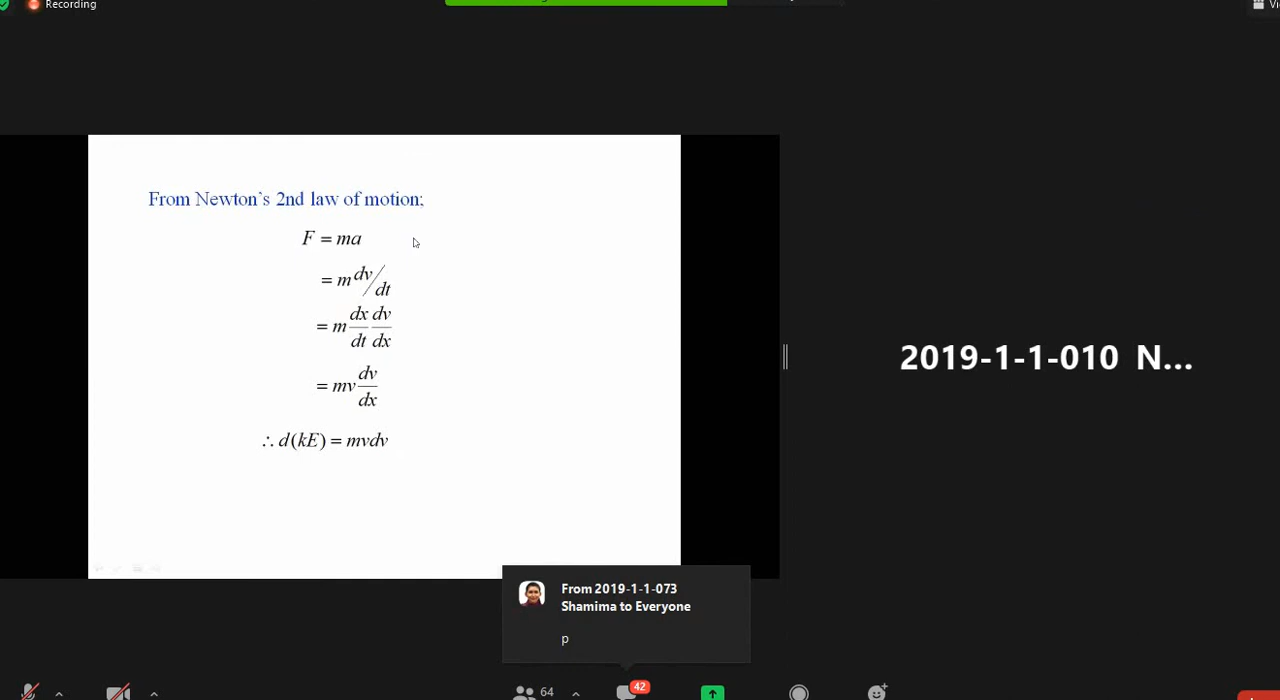 Recording
From Newton's 2nd law of motion;
F = ma
= m dv/dt
= m dx/dt dv/dx
= mv dv/dx
∴ d(kE) = mvdv
2019-1-1-010 N...
From 2019-1-1-073
Shamima to Everyone
p
64
42